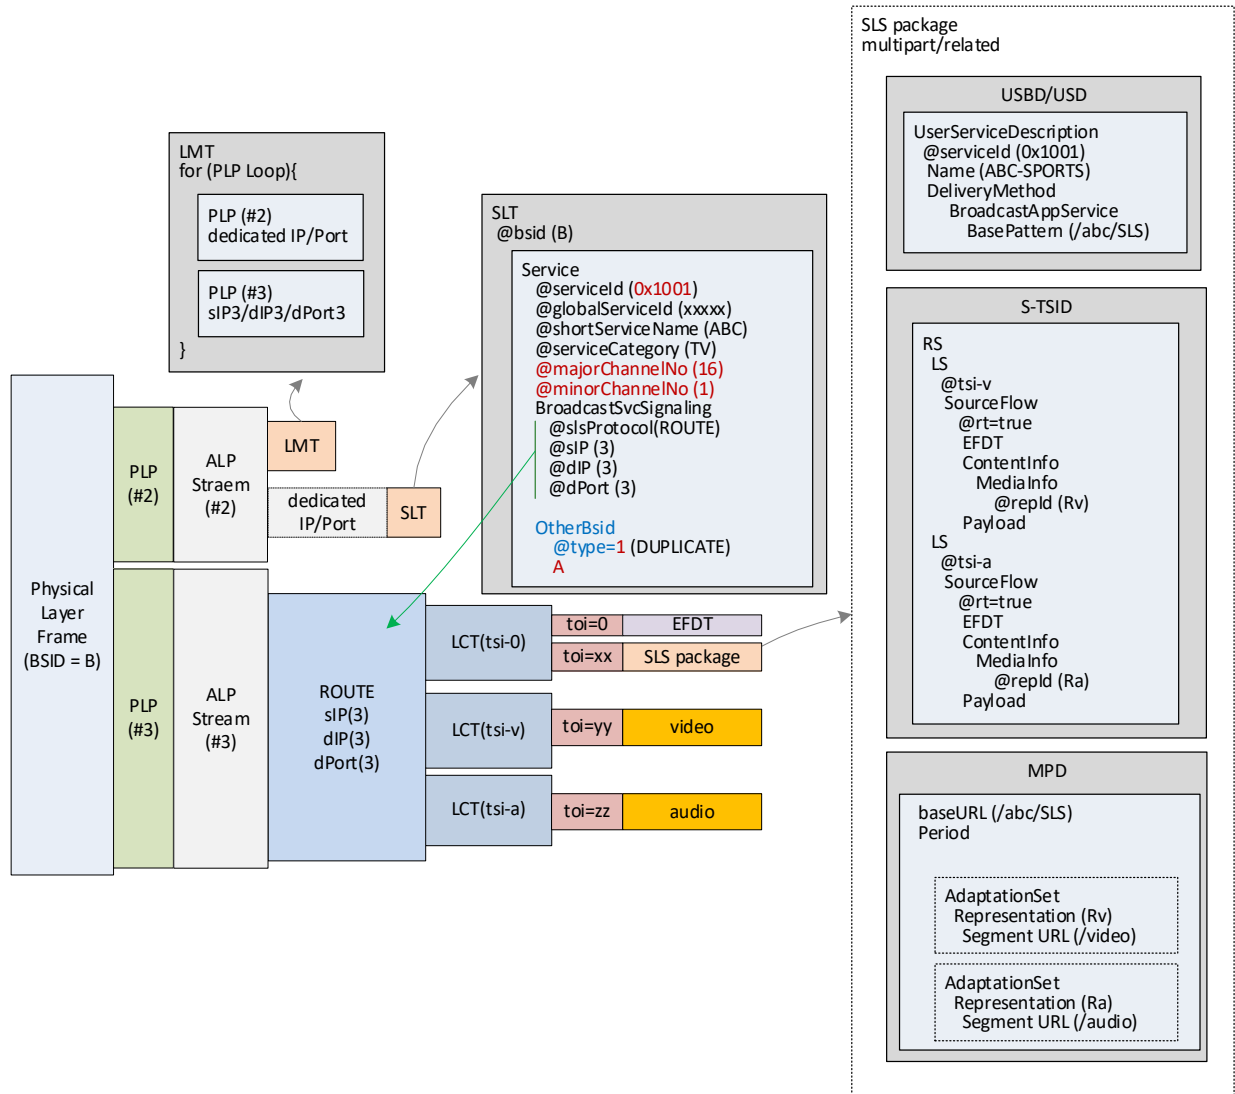 SLS package
multipart/related
USBD/USD
UserServiceDescription
@serviceId (0x1001)
Name (ABC-SPORTS)
DeliveryMethod
BroadcastAppService
BasePattern (/abc/SLS)
LMT
for (PLP Loop){
PLP (#2)
dedicated IP/Port
PLP (#3)
sIP3/dIP3/dPort3
}
SLT
@bsid (B)
Service
@serviceId (0x1001)
@globalServiceId (xxxxx)
@shortServiceName (ABC)
@serviceCategory (TV)
@majorChannelNo (16)
@minorChannelNo (1)
BroadcastSvcSignaling
@slsProtocol(ROUTE)
@sIP (3)
@dIP (3)
@dPort (3)
OtherBsid
@type=1 (DUPLICATE)
A
S-TSID
RS
LS
@tsi-v
SourceFlow
@rt=true
EFDT
ContentInfo
MediaInfo
@repId (Rv)
Payload
LS
@tsi-a
SourceFlow
@rt=true
EFDT
ContentInfo
MediaInfo
@repId (Ra)
Payload
Physical
Layer
Frame
(BSID = B)
PLP
(#2)
ALP
Straem
(#2)
LMT
dedicated
IP/Port
SLT
PLP
(#3)
ALP
Stream
(#3)
ROUTE
sIP(3)
dIP(3)
dPort(3)
LCT(tsi-0)
toi=0
EFDT
toi=xx
SLS package
LCT(tsi-v)
toi=yy
video
LCT(tsi-a)
toi=zz
audio
MPD
baseURL (/abc/SLS)
Period
AdaptationSet
Representation (Rv)
Segment URL (/video)
AdaptationSet
Representation (Ra)
Segment URL (/audio)